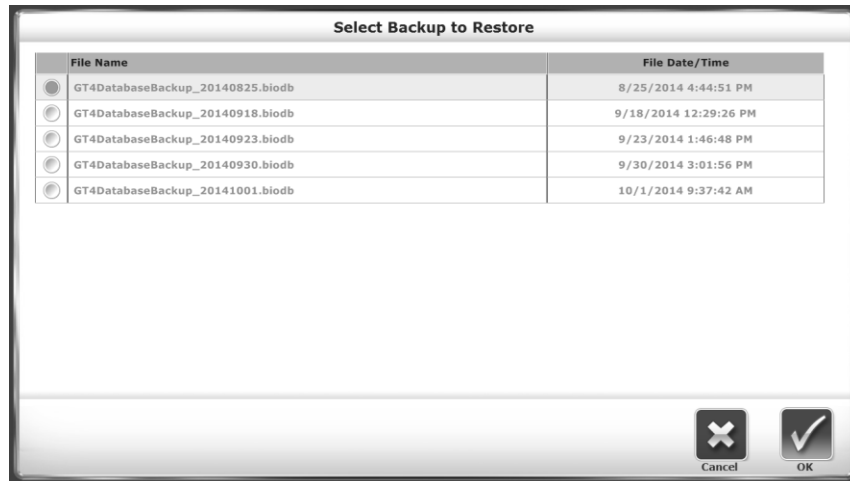 Select Backup to Restore
File Name File Date/Time
GT4DatabaseBackup_20140825.biodb 8/25/2014 4:44:51 PM
GT4DatabaseBackup_20140918.biodb 9/18/2014 12:29:26 PM
GT4DatabaseBackup_20140923.biodb 9/23/2014 1:46:48 PM
GT4DatabaseBackup_20140930.biodb 9/30/2014 3:01:56 PM
GT4DatabaseBackup_20141001.biodb 10/1/2014 9:37:42 AM
Cancel OK